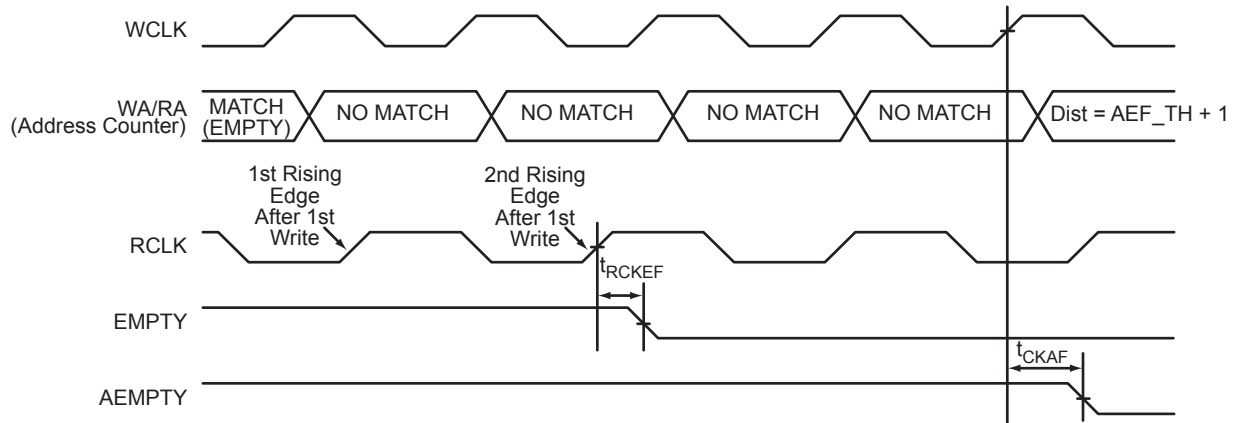 WCLK
WA/RA
(Address Counter)
MATCH
(EMPTY)
NO MATCH
NO MATCH
NO MATCH
NO MATCH
Dist = AEF_TH + 1
1st Rising
Edge
After 1st
Write
2nd Rising
Edge
After 1st
Write
RCLK
tRCKEF
EMPTY
tCKAF
AEMPTY